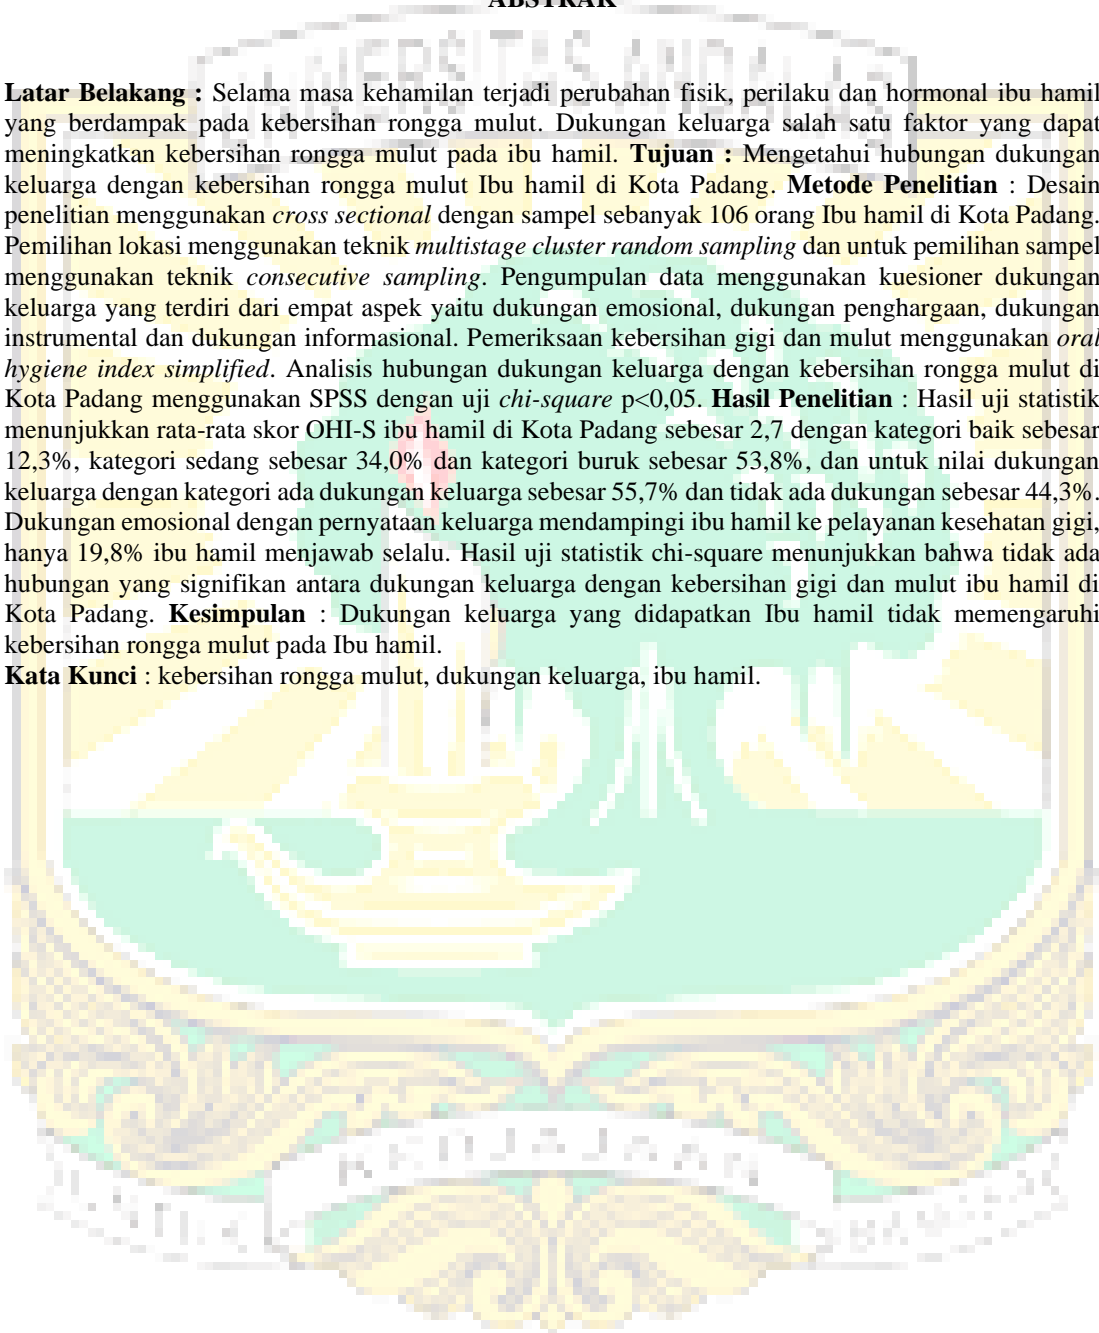 ABSTRAK
UNIVERSITAS ANDALAS
Latar Belakang : Selama masa kehamilan terjadi perubahan fisik, perilaku dan hormonal ibu hamil
yang berdampak pada kebersihan rongga mulut. Dukungan keluarga salah satu faktor yang dapat
meningkatkan kebersihan rongga mulut pada ibu hamil. Tujuan : Mengetahui hubungan dukungan
keluarga dengan kebersihan rongga mulut Ibu hamil di Kota Padang. Metode Penelitian : Desain
penelitian menggunakan cross sectional dengan sampel sebanyak 106 orang Ibu hamil di Kota Padang.
Pemilihan lokasi menggunakan teknik multistage cluster random sampling dan untuk pemilihan sampel
menggunakan teknik consecutive sampling. Pengumpulan data menggunakan kuesioner dukungan
keluarga yang terdiri dari empat aspek yaitu dukungan emosional, dukungan penghargaan, dukungan
instrumental dan dukungan informasional. Pemeriksaan kebersihan gigi dan mulut menggunakan oral
hygiene index simplified. Analisis hubungan dukungan keluarga dengan kebersihan rongga mulut di
Kota Padang menggunakan SPSS dengan uji chi-square p<0,05. Hasil Penelitian : Hasil uji statistik
menunjukkan rata-rata skor OHI-S ibu hamil di Kota Padang sebesar 2,7 dengan kategori baik sebesar
12,3%, kategori sedang sebesar 34,0% dan kategori buruk sebesar 53,8%, dan untuk nilai dukungan
keluarga dengan kategori ada dukungan keluarga sebesar 55,7% dan tidak ada dukungan sebesar 44,3%.
Dukungan emosional dengan pernyataan keluarga mendampingi ibu hamil ke pelayanan kesehatan gigi,
hanya 19,8% ibu hamil menjawab selalu. Hasil uji statistik chi-square menunjukkan bahwa tidak ada
hubungan yang signifikan antara dukungan keluarga dengan kebersihan gigi dan mulut ibu hamil di
Kota Padang. Kesimpulan : Dukungan keluarga yang didapatkan Ibu hamil tidak memengaruhi
kebersihan rongga mulut pada Ibu hamil.
Kata Kunci : kebersihan rongga mulut, dukungan keluarga, ibu hamil.
KEDJAJAAN